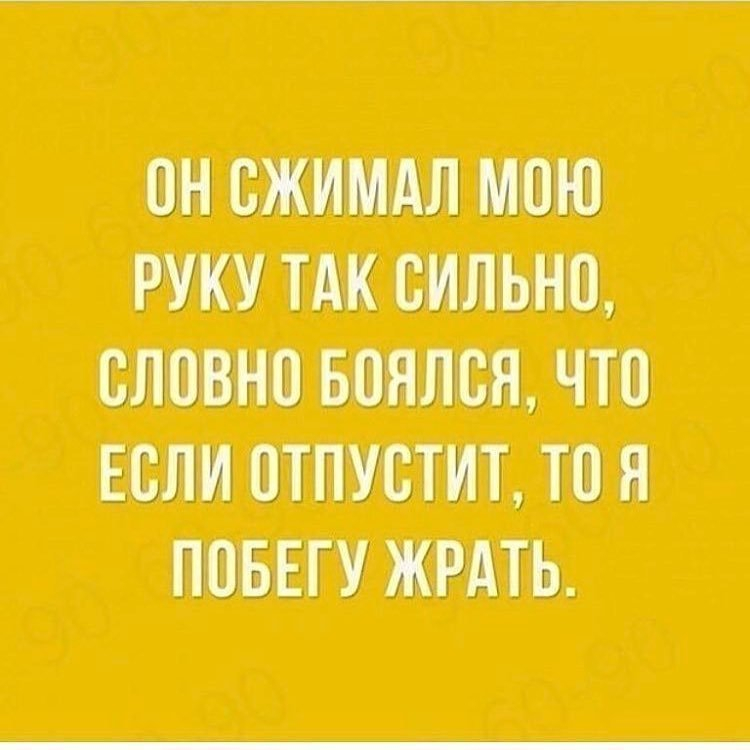 ОН СЖИМАЛ МОЮ
РУКУ ТАК СИЛЬНО,
СЛОВНО БОЯЛСЯ, ЧТО
ЕСЛИ ОТПУСТИТ, ТО Я
ПОБЕГУ ЖРАТЬ.